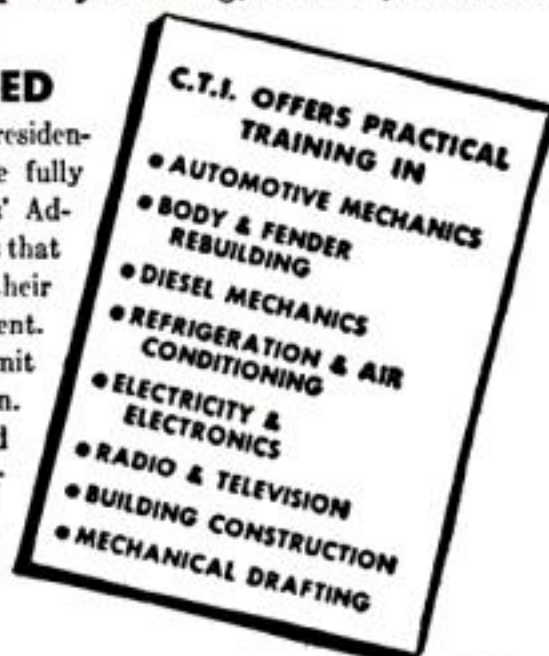 ED
residen-
e fully
s' Ad-
that
heir
ent.
mit
n.
d
C.T.I. OFFERS PRACTICAL
TRAINING IN
• AUTOMOTIVE MECHANICS
• BODY & FENDER
REBUILDING
• DIESEL MECHANICS
• REFRIGERATION & AIR
CONDITIONING
• ELECTRICITY &
ELECTRONICS
• RADIO & TELEVISION
• BUILDING CONSTRUCTION
• MECHANICAL DRAFTING